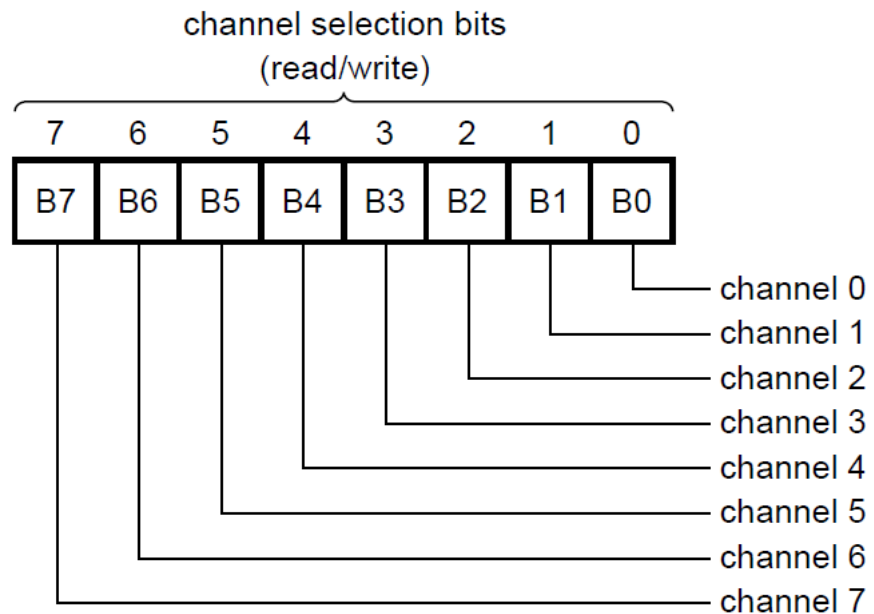 channel selection bits
(read/write)
7 6 5 4 3 2 1 0
B7 B6 B5 B4 B3 B2 B1 B0
channel 0
channel 1
channel 2
channel 3
channel 4
channel 5
channel 6
channel 7